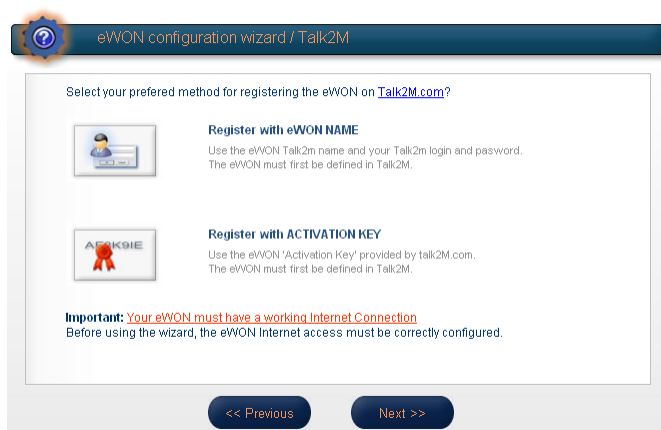 eWON configuration wizard / Talk2M
Select your prefered method for registering the eWON on Talk2M.com?
Register with eWON NAME
Use the eWON Talk2m name and your Talk2m login and pasword.
The eWON must first be defined in Talk2M.
Register with ACTIVATION KEY
Use the eWON 'Activation Key' provided by talk2M.com.
The eWON must first be defined in Talk2M.
Important: Your eWON must have a working Internet Connection
Before using the wizard, the eWON Internet access must be correctly configured.
<< Previous
Next >>